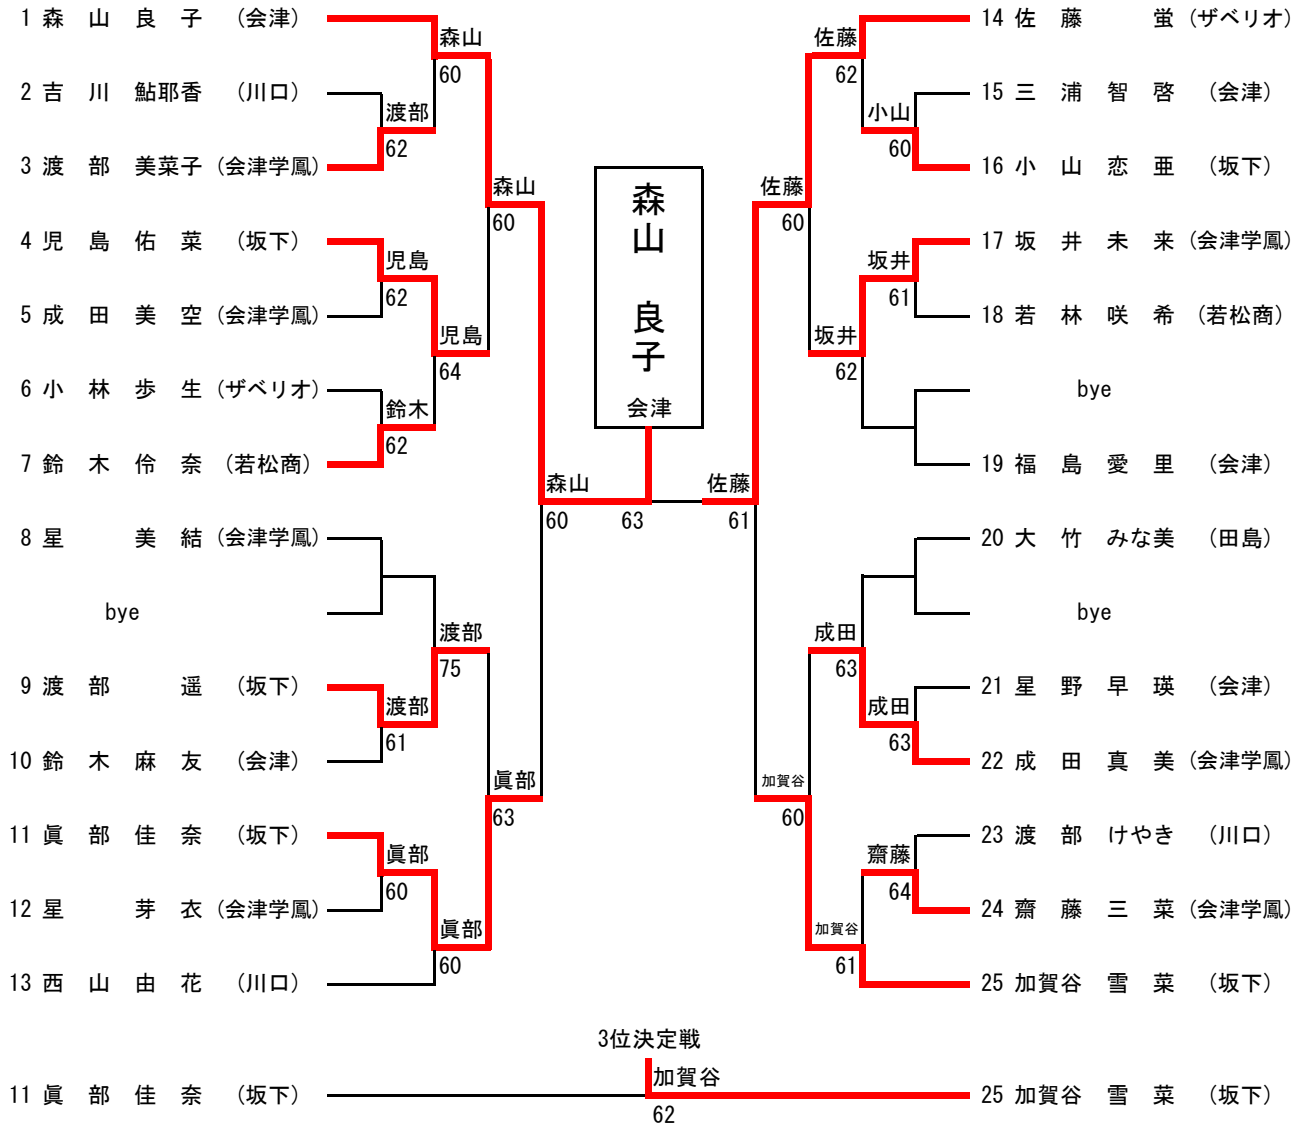 1 森 山 良 子 (会津)
2 吉 川 鮎耶香 (川口)
3 渡 部 美菜子 (会津学鳳)
4 児 島 佑 菜 (坂下)
5 成 田 美 空 (会津学鳳)
6 小 林 歩 生 (ザベリオ)
7 鈴 木 伶 奈 (若松商)
8 星 美 結 (会津学鳳)
bye
9 渡 部 遥 (坂下)
10 鈴 木 麻 友 (会津)
11 眞 部 佳 奈 (坂下)
12 星 芽 衣 (会津学鳳)
13 西 山 由 花 (川口)
渡部
62
児島
62
鈴木
62
渡部
61
眞部
60
森山
60
児島
64
渡部
75
眞部
60
森山
60
眞部
63
森山
60
森山 良子
会津
63
佐藤
61
佐藤
60
加賀谷
60
佐藤
62
坂井
62
成田
63
加賀谷
61
小山
60
坂井
61
成田
63
齋藤
64
14 佐 藤 蛍 (ザベリオ)
15 三 浦 智 啓 (会津)
16 小 山 恋 亜 (坂下)
17 坂 井 未 来 (会津学鳳)
18 若 林 咲 希 (若松商)
bye
19 福 島 愛 里 (会津)
20 大 竹 みな美 (田島)
bye
21 星 野 早 瑛 (会津)
22 成 田 真 美 (会津学鳳)
23 渡 部 けやき (川口)
24 齋 藤 三 菜 (会津学鳳)
25 加賀谷 雪 菜 (坂下)
3位決定戦
11 眞 部 佳 奈 (坂下)
加賀谷
62
25 加賀谷 雪 菜 (坂下)